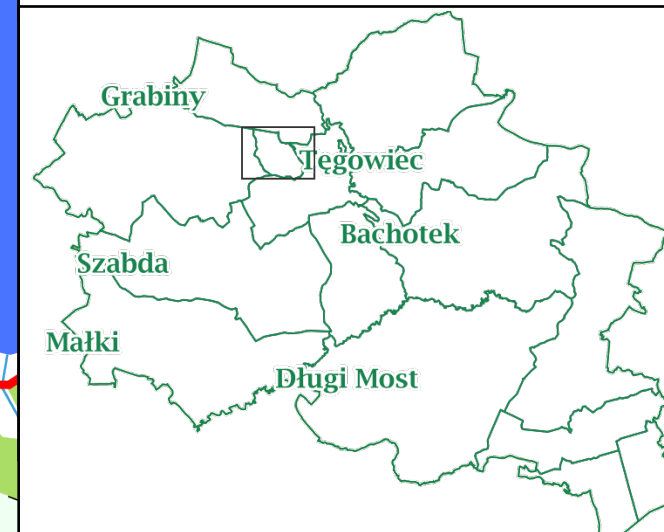 Grabiny
Tęgowiec
Bachotek
Szabda
Małki
Długi Most